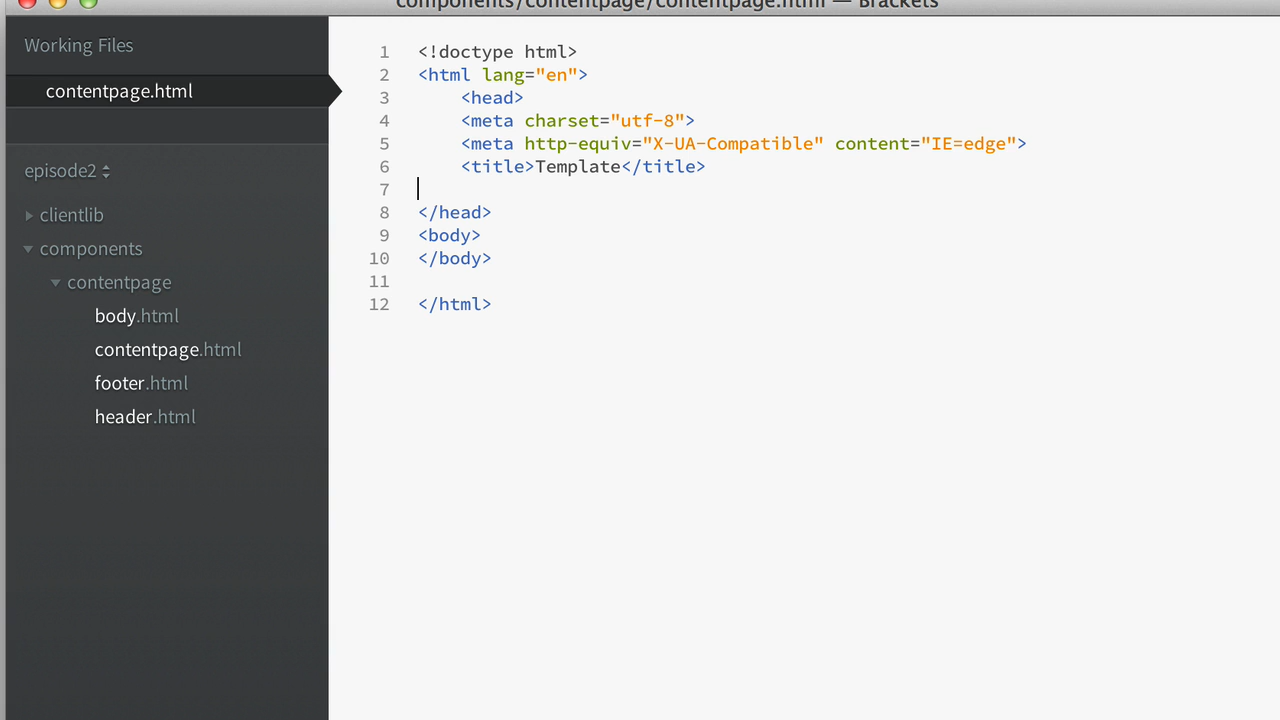 components/contentpage/contentpage.html — Brackets
Working Files
contentpage.html
episode2
clientlib
components
contentpage
body.html
contentpage.html
footer.html
header.html
1 <!doctype html>
2 <html lang="en">
3 <head>
4 <meta charset="utf-8">
5 <meta http-equiv="X-UA-Compatible" content="IE=edge">
6 <title>Template</title>
7
8 </head>
9 <body>
10 </body>
11
12 </html>